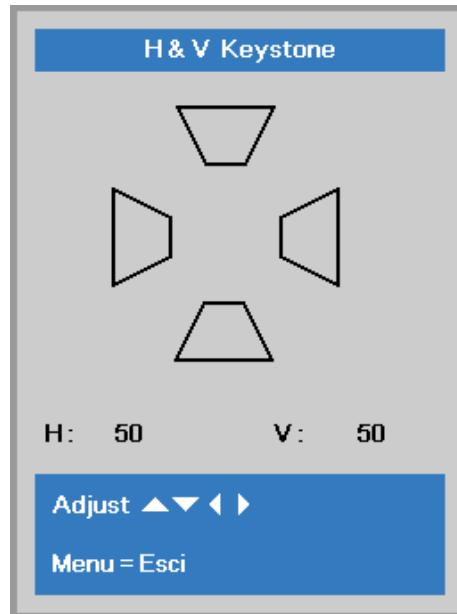 H & V Keystone
H: 50 V: 50
Adjust ▲▼◀▶
Menu = Esci